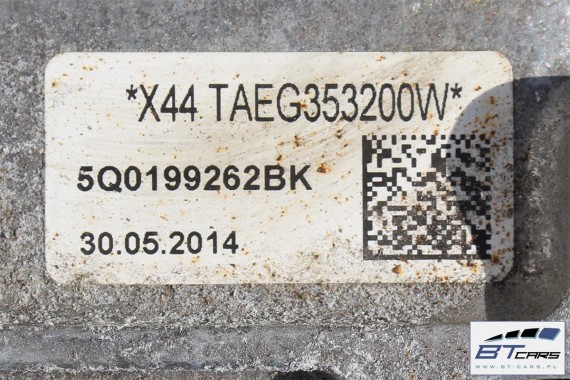 *X44 TAEG353200W*
5Q0199262BK
30.05.2014
BT CARS
WWW.BT-CARS.PL